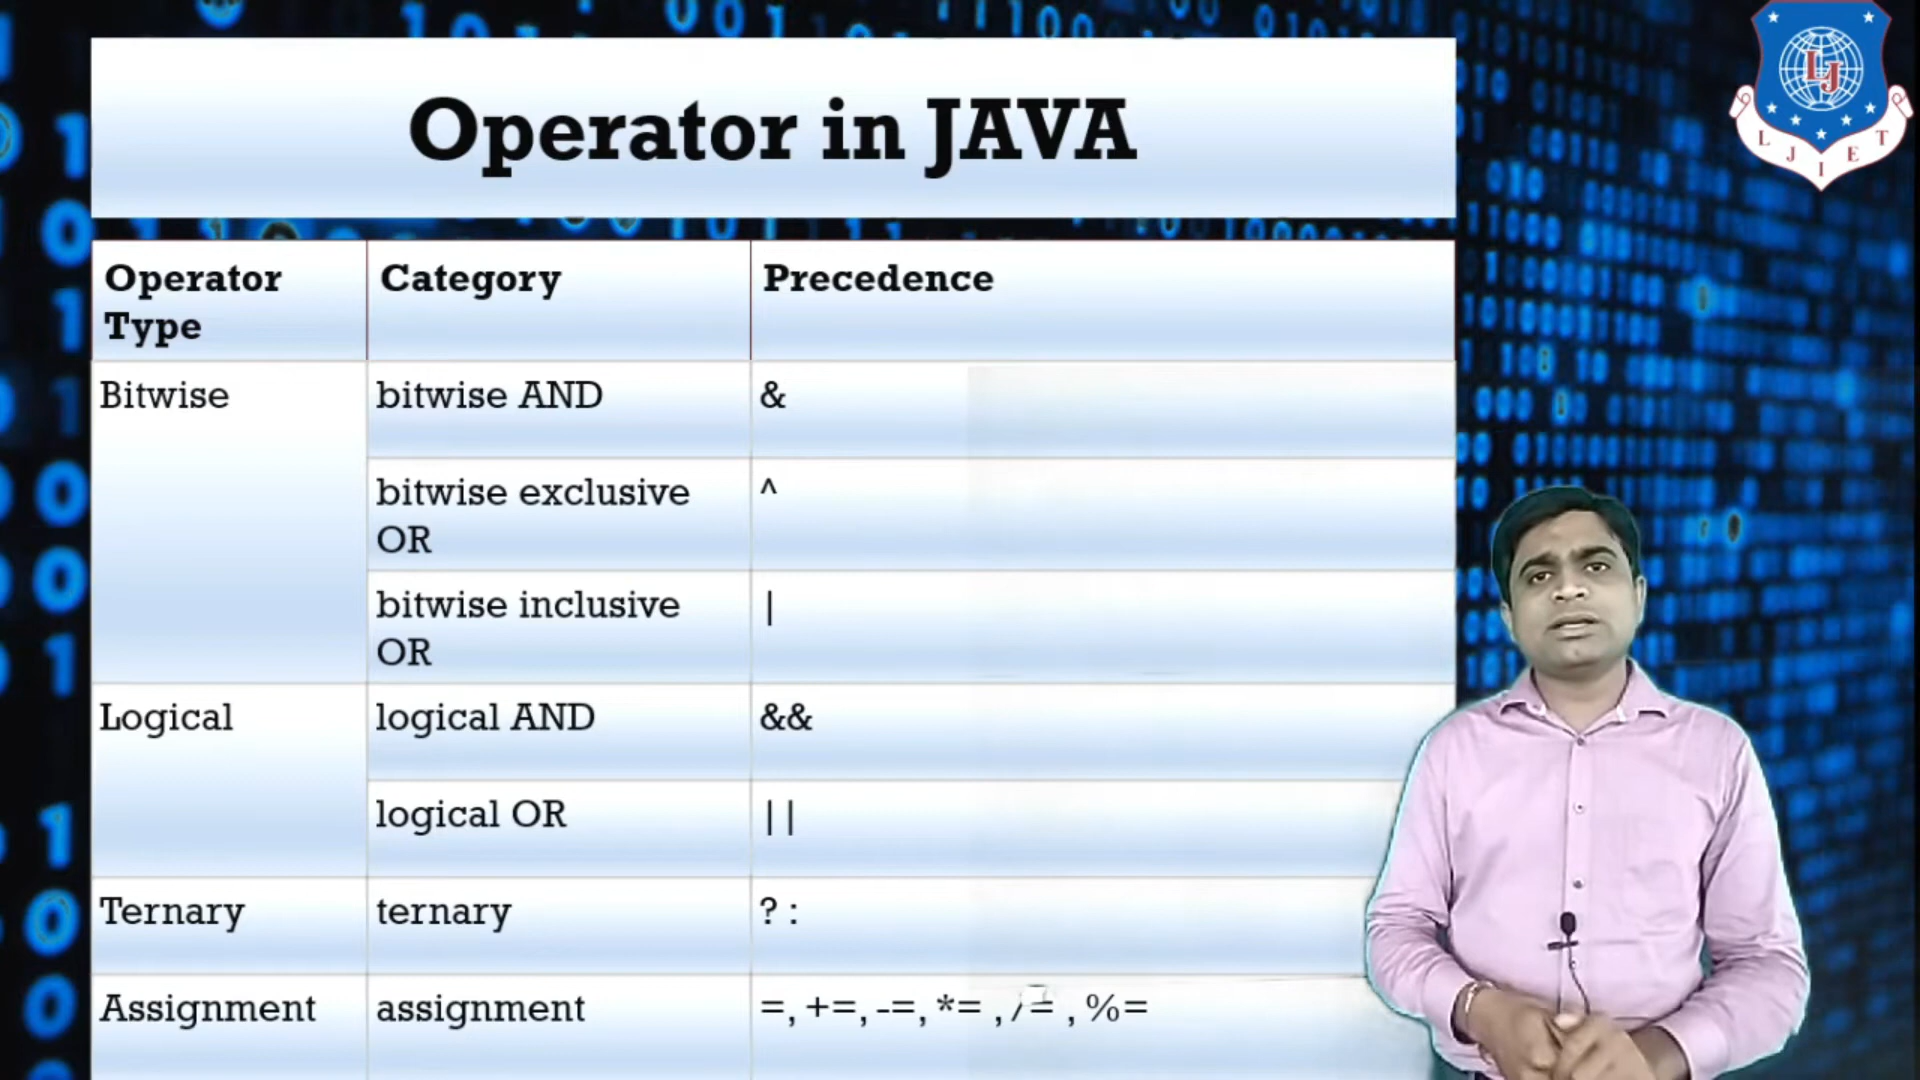 Operator in JAVA
LJ
L J I E T
Operator Type
Category
Precedence
Bitwise
bitwise AND
&
bitwise exclusive
OR
^
bitwise inclusive
OR
|
Logical
logical AND
&&
logical OR
||
Ternary
ternary
? :
Assignment
assignment
=, +=, -=, *= , /= , %=